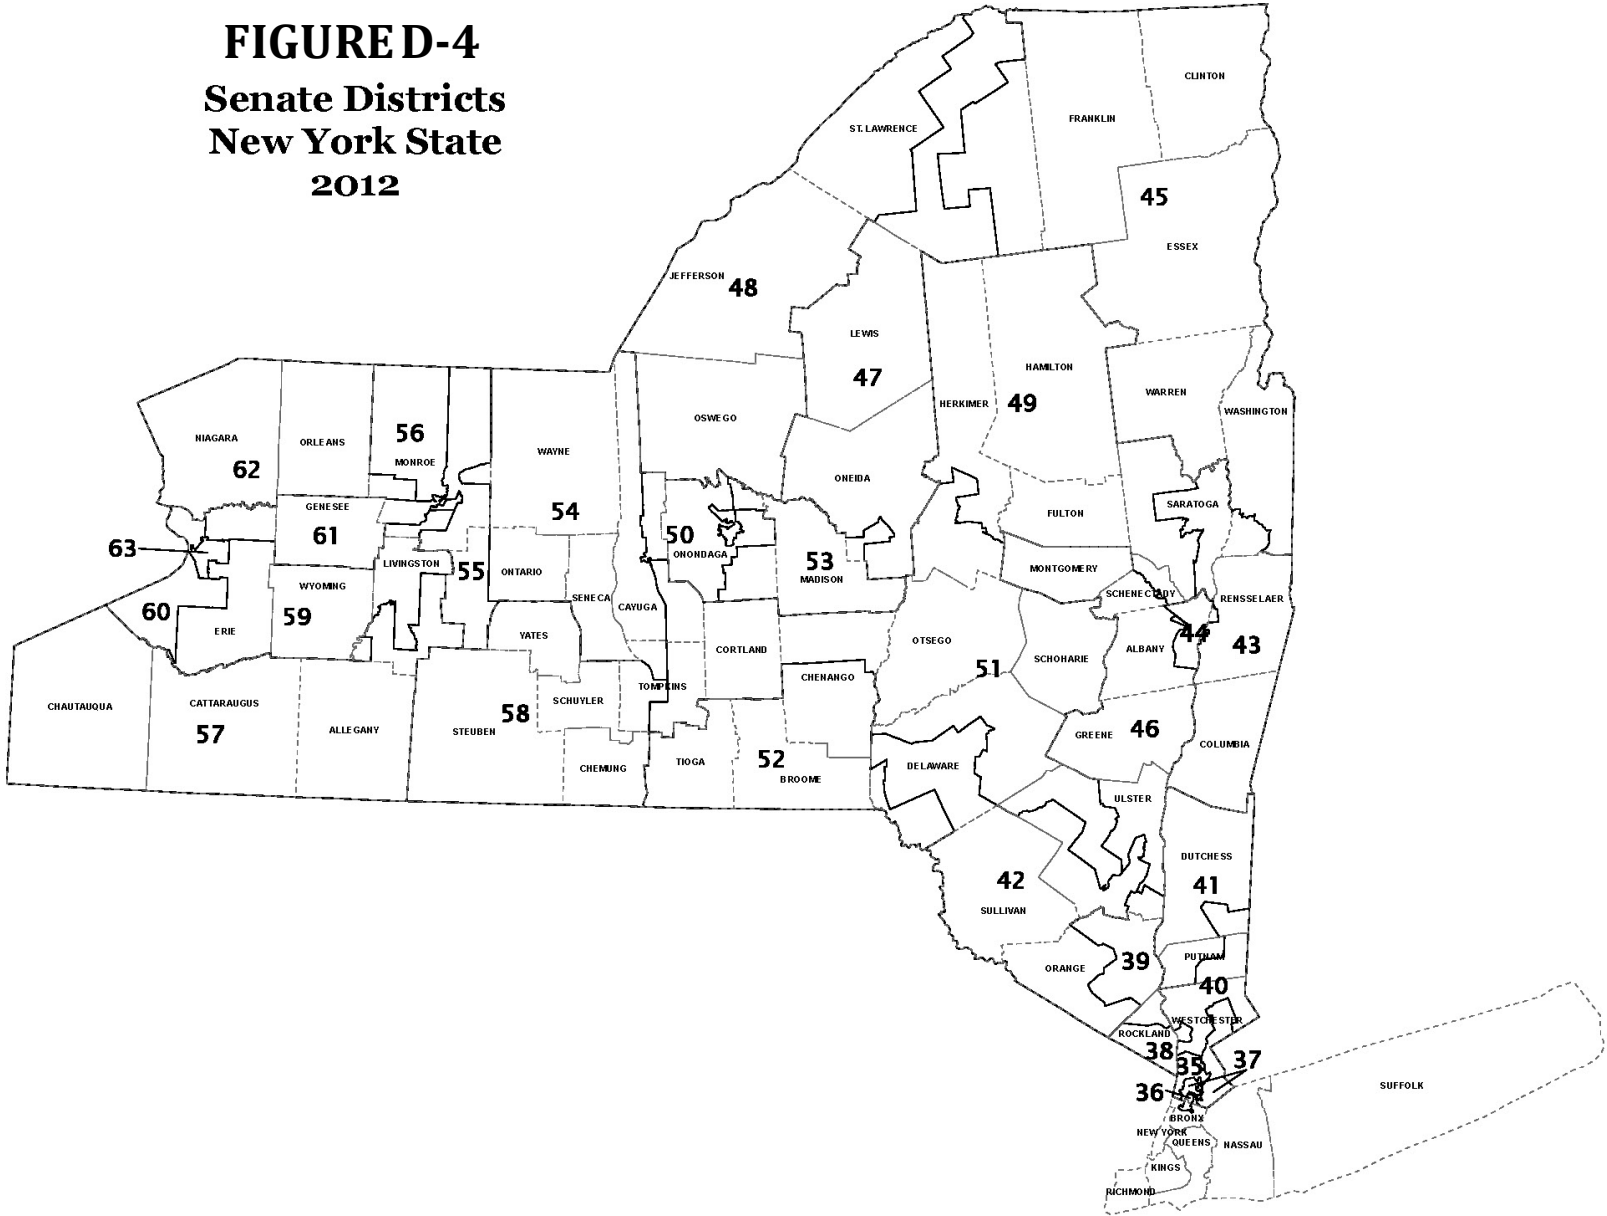 FIGURE D-4
Senate Districts
New York State
2012
CLINTON
FRANKLIN
ST. LAWRENCE
45
ESSEX
JEFFERSON
48
LEWIS
47
HAMILTON
HERKIMER 49
WARREN
WASHINGTON
OSWEGO
56
MONROE
NIAGARA
ORLEANS
62
WAYNE
ONEIDA
GENESEE
61
54
SARATOGA
FULTON
63
50
ONONDAGA
53
MADISON
LIVINGSTON
55
ONTARIO
MONTGOMERY
WYOMING
59
SCHENECTADY
RENSSELAER
SENECA
CAYUGA
60
ERIE
YATES
OTSEGO
44
43
CORTLAND
ALBANY
SCHOHARIE
51
CHENANGO
TOMPKINS
CHAUTAUQUA
CATTARAUGUS
57
SCHUYLER
58
STEUBEN
ALLEGANY
GREENE 46
COLUMBIA
CHEMUNG
TIOGA
52
BROOME
DELAWARE
ULSTER
DUTCHESS
41
42
SULLIVAN
39
ORANGE
PUTNAM
40
WESTCHESTER
ROCKLAND
38
35
37
36
SUFFOLK
BRONX
NEW YORK
QUEENS
NASSAU
KINGS
RICHMOND